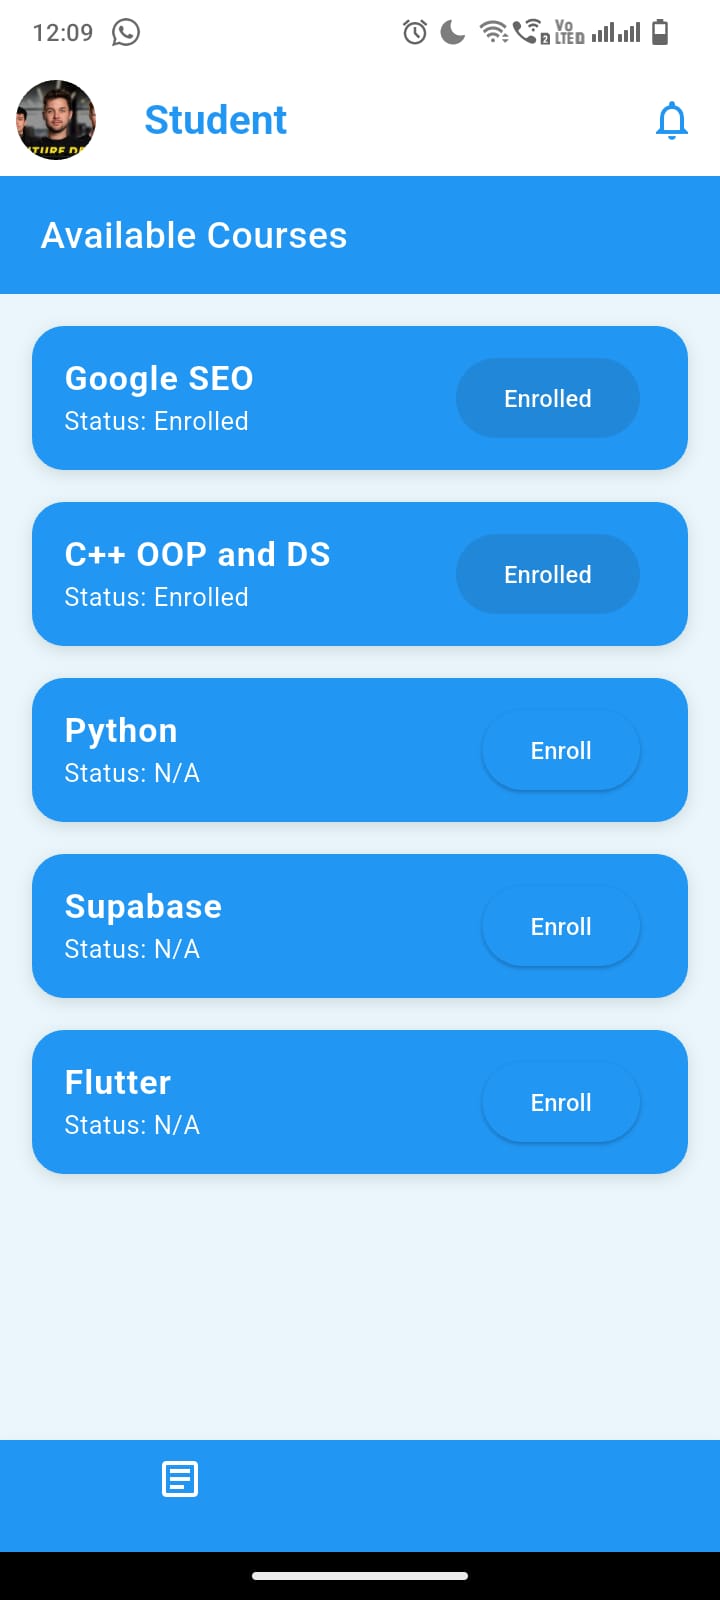 12:09
Vo
LTE
2
Student
Available Courses
Google SEO
Status: Enrolled
Enrolled
C++ OOP and DS
Status: Enrolled
Enrolled
Python
Status: N/A
Enroll
Supabase
Status: N/A
Enroll
Flutter
Status: N/A
Enroll